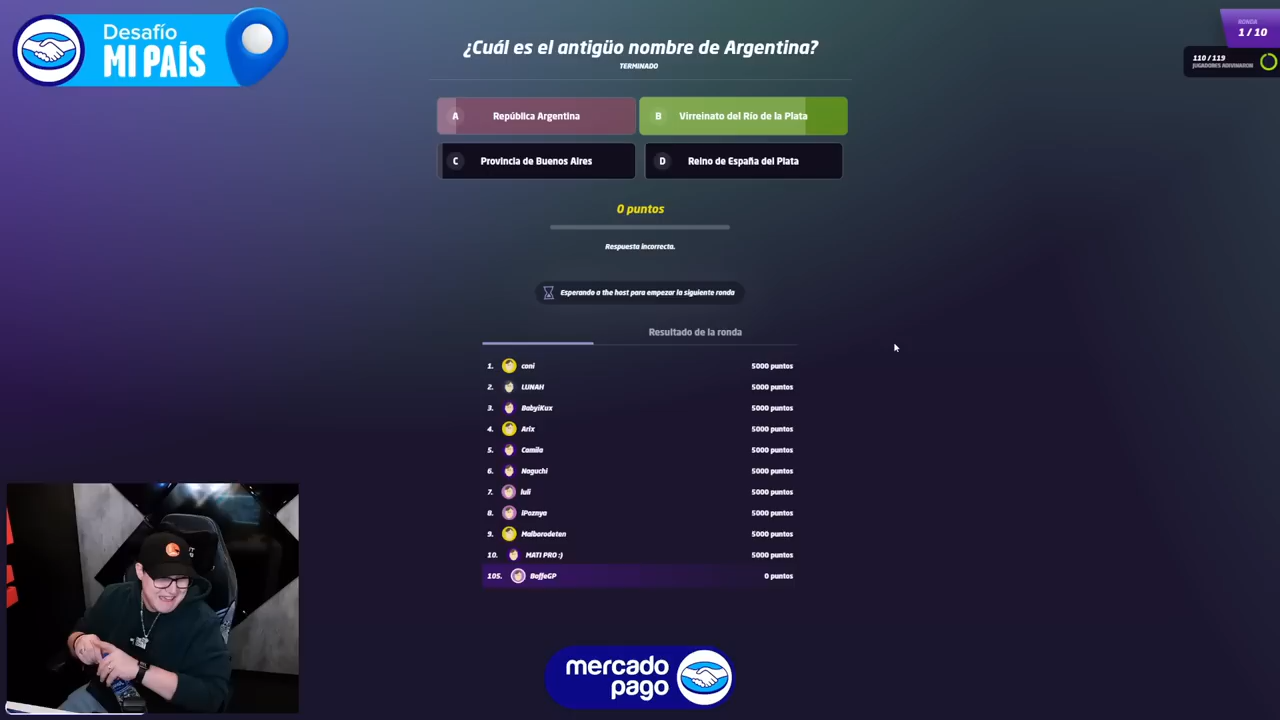 Desafío
MI PAÍS
¿Cuál es el antigüo nombre de Argentina?
TERMINADO
RONDA
1 / 10
110 / 119
JUGADORES ADIVINARON
A República Argentina
B Virreinato del Río de la Plata
C Provincia de Buenos Aires
D Reino de España del Plata
0 puntos
Respuesta incorrecta.
Esperando a the host para empezar la siguiente ronda
Resultado de la ronda
1. coni 5000 puntos
2. LUNAH 5000 puntos
3. BabyiKux 5000 puntos
4. Arlx 5000 puntos
5. Camila 5000 puntos
6. Noguchi 5000 puntos
7. luli 5000 puntos
8. iPoznya 5000 puntos
9. Malborodeten 5000 puntos
10. MATI PRO :) 5000 puntos
105. BaffeGP 0 puntos
mercado
pago